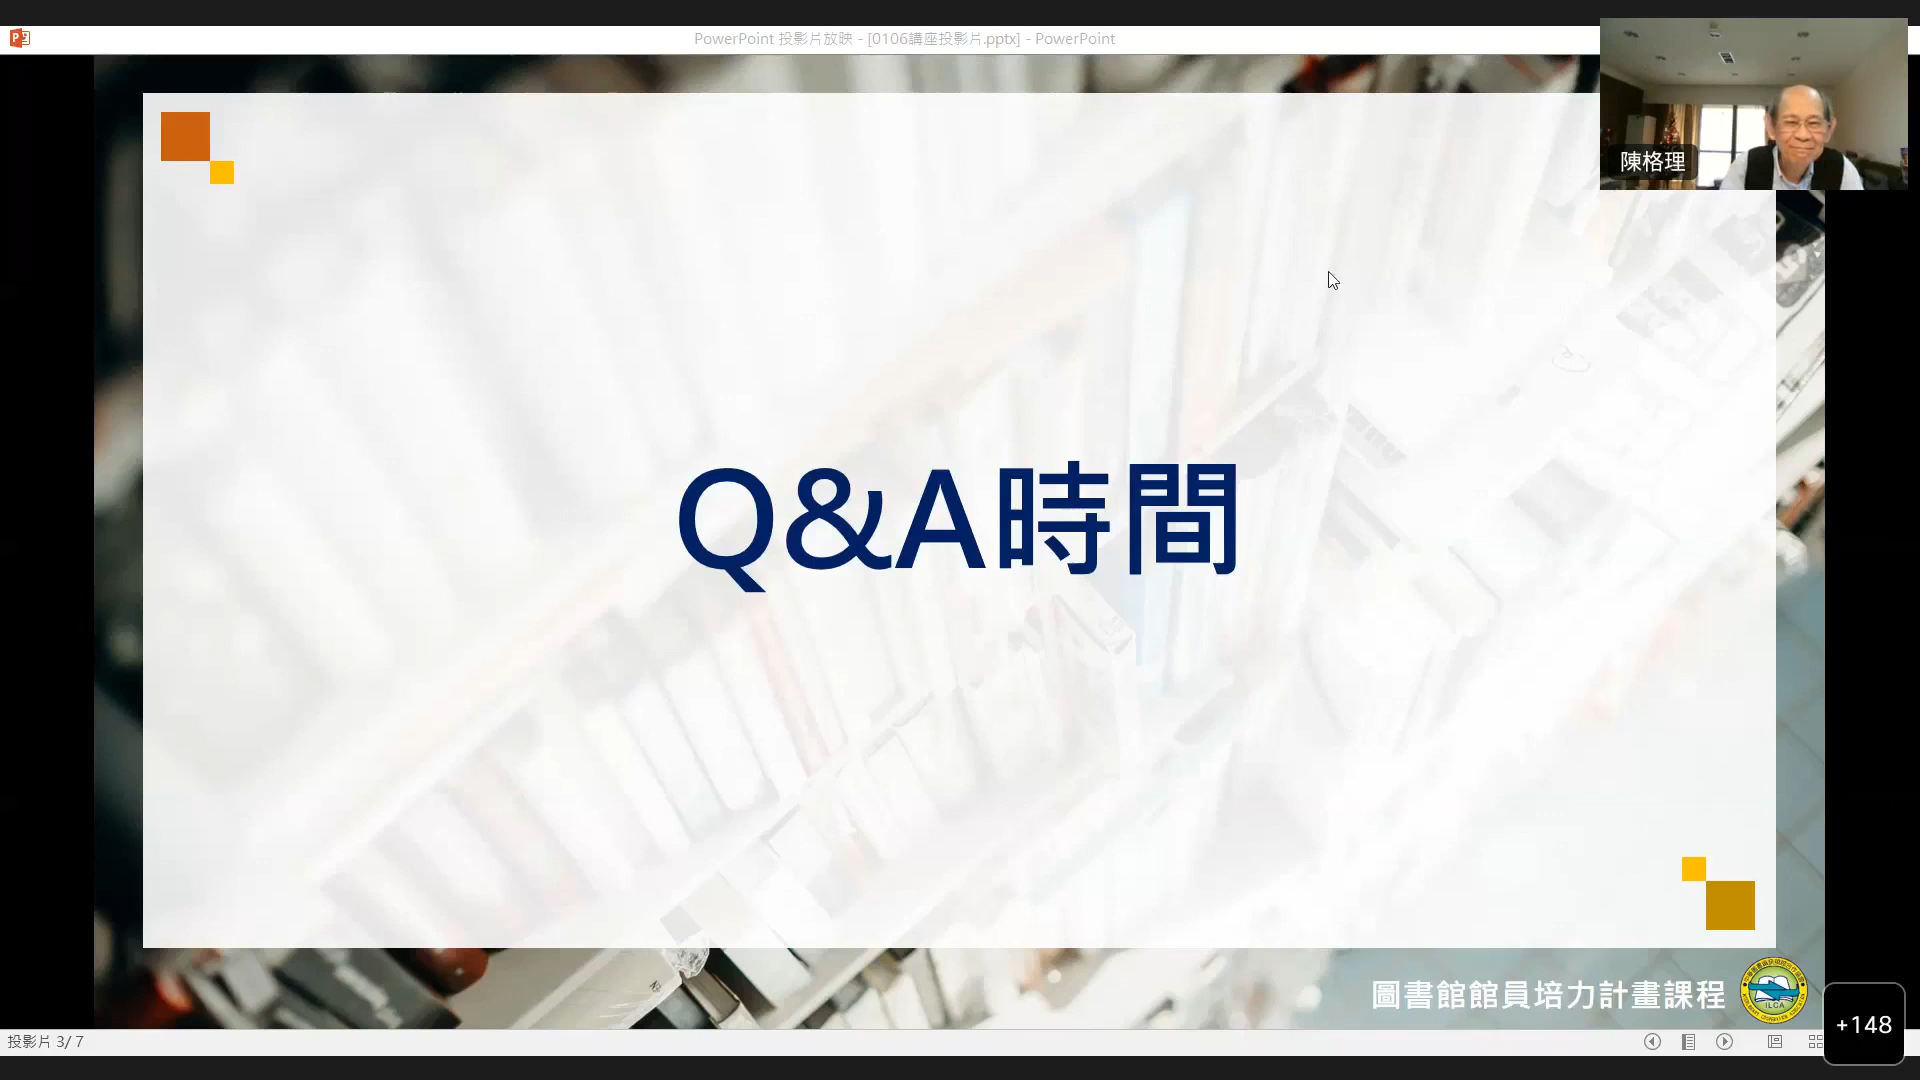 PowerPoint 投影片放映 - [0106講座投影片.pptx] - PowerPoint
陳格理
Q&A時間
圖書館館員培力計畫課程
ILCA
投影片 3/ 7
+148